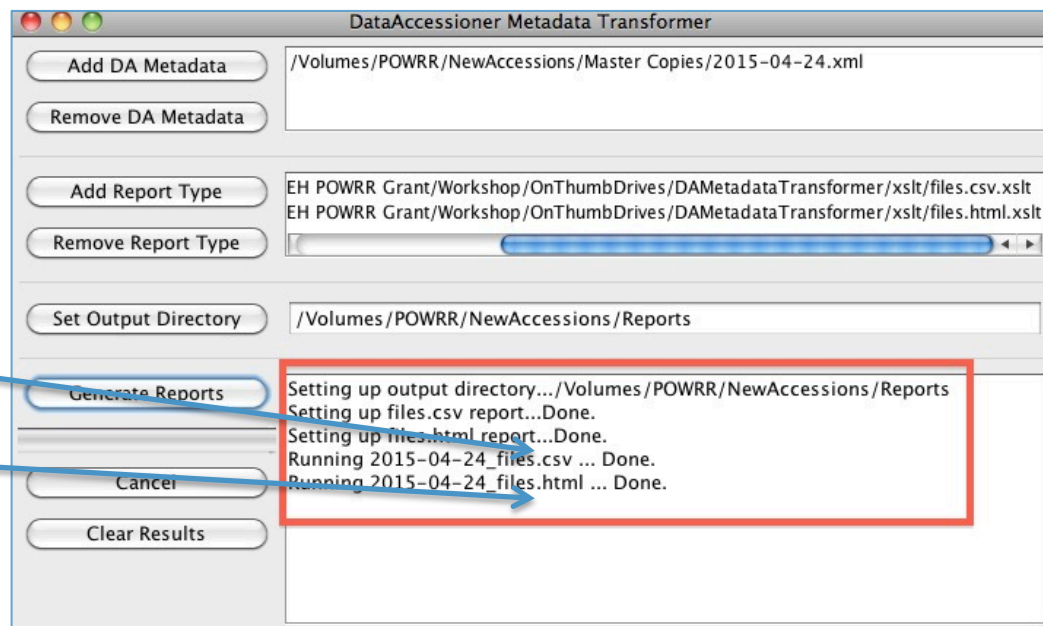 DataAccessioner Metadata Transformer
Add DA Metadata
/Volumes/POWRR/NewAccessions/Master Copies/2015-04-24.xml
Remove DA Metadata
Add Report Type
EH POWRR Grant/Workshop/OnThumbDrives/DAMetadataTransformer/xslt/files.csv.xslt
EH POWRR Grant/Workshop/OnThumbDrives/DAMetadataTransformer/xslt/files.html.xslt
Remove Report Type
Set Output Directory
/Volumes/POWRR/NewAccessions/Reports
Generate Reports
Setting up output directory.../Volumes/POWRR/NewAccessions/Reports
Setting up files.csv report...Done.
Setting up files.html report...Done.
Running 2015-04-24_files.csv ... Done.
Running 2015-04-24_files.html ... Done.
Cancel
Clear Results